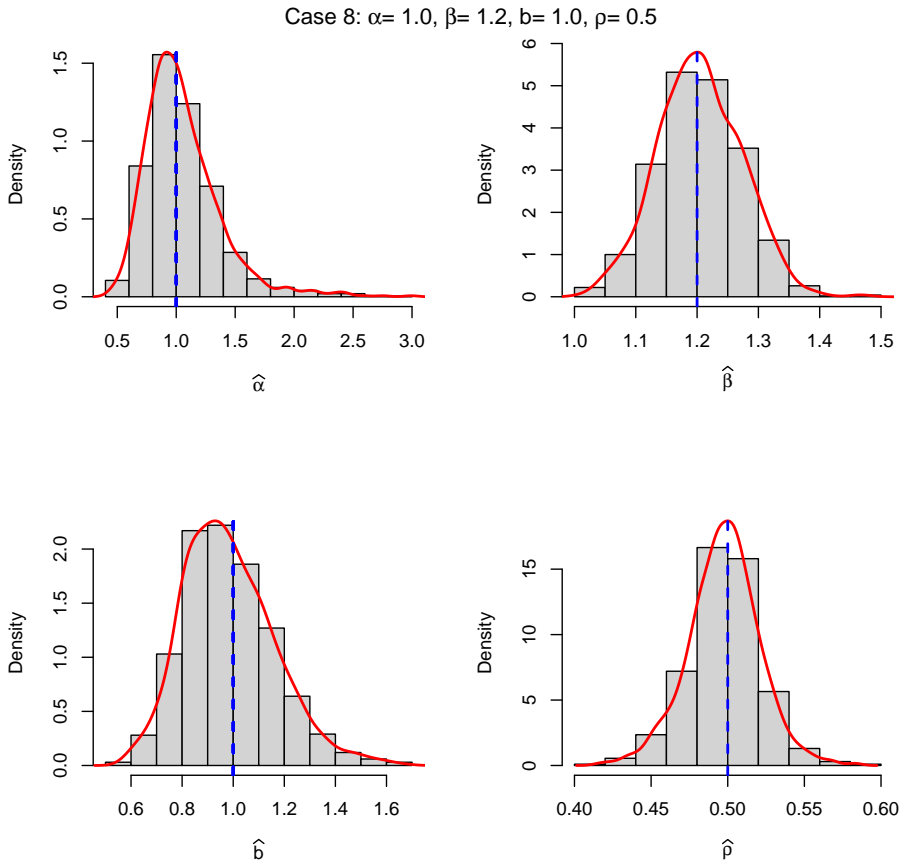 Case 8: α= 1.0, β= 1.2, b= 1.0, ρ= 0.5
Density
0.0 0.5 1.0 1.5
0.5 1.0 1.5 2.0 2.5 3.0
α̂
Density
0 1 2 3 4 5 6
1.0 1.1 1.2 1.3 1.4 1.5
β̂
Density
0.0 0.5 1.0 1.5 2.0
0.6 0.8 1.0 1.2 1.4 1.6
b̂
Density
0 5 10 15
0.40 0.45 0.50 0.55 0.60
ρ̂